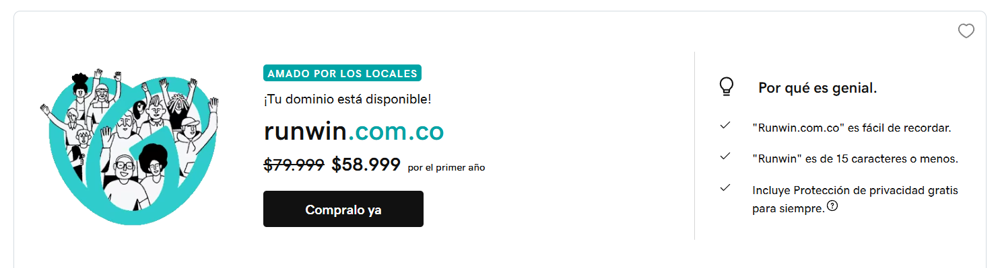 AMADO POR LOS LOCALES
¡Tu dominio está disponible!
runwin.com.co
$79.999 $58.999 por el primer año
Compralo ya
Por qué es genial.
"Runwin.com.co" es fácil de recordar.
"Runwin" es de 15 caracteres o menos.
Incluye Protección de privacidad gratis
para siempre.